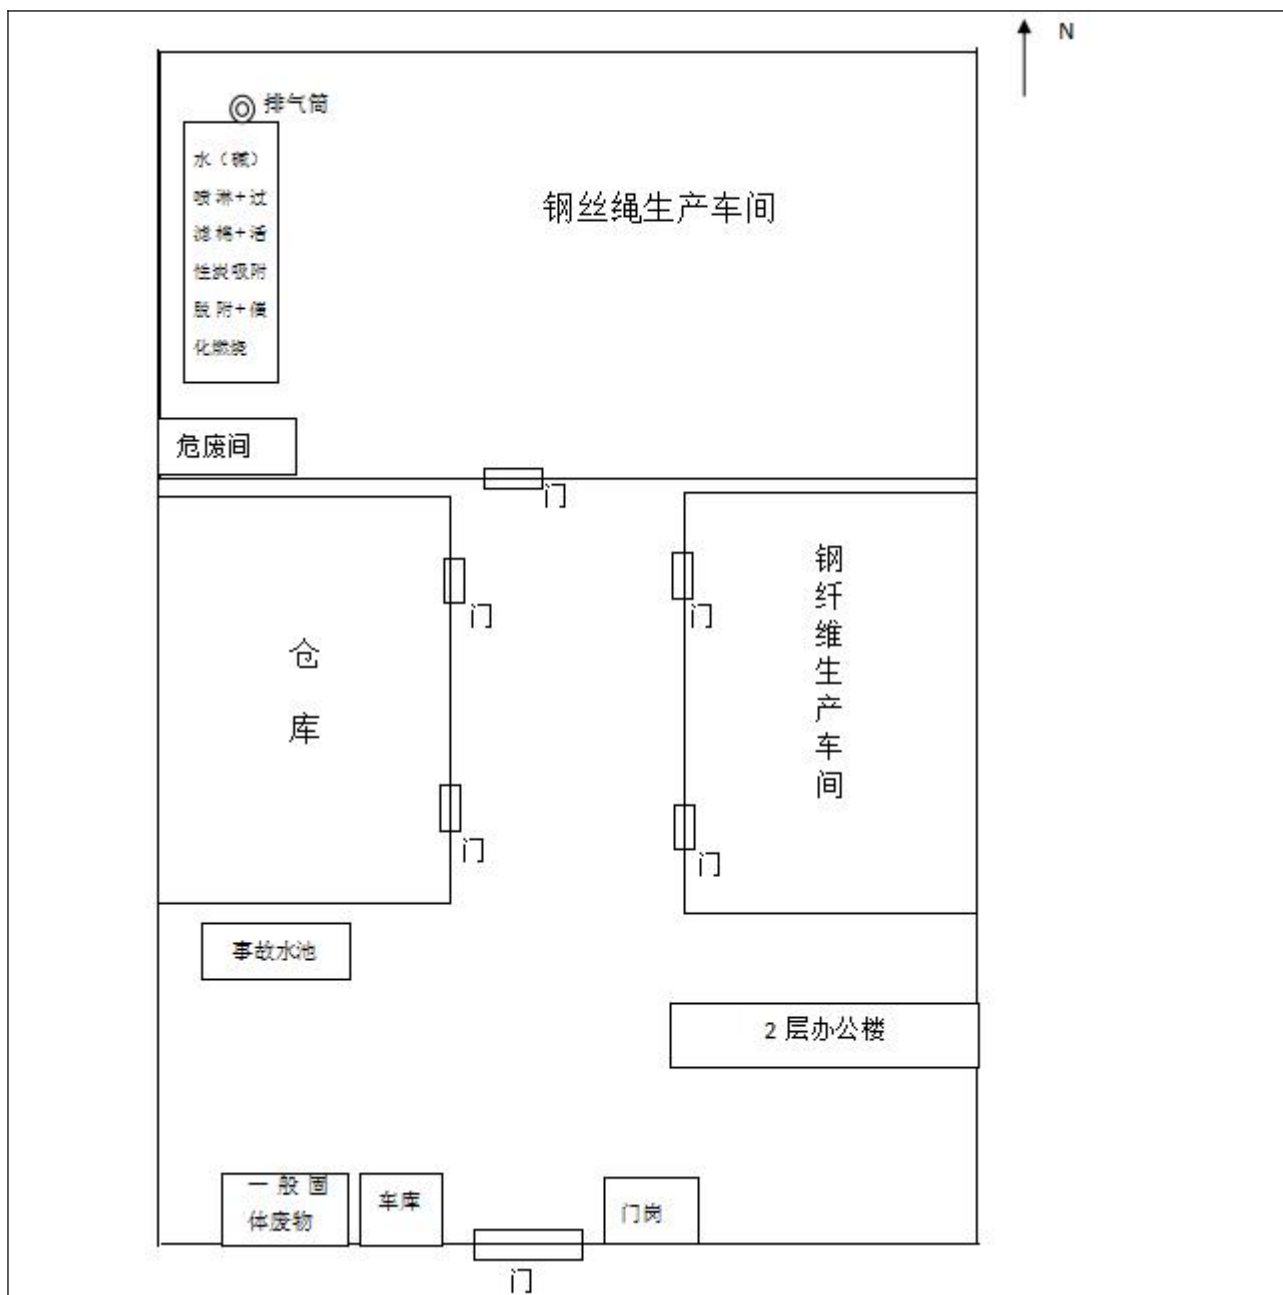 N
排气筒
水（碱）
喷淋+过
滤棉+活
性炭吸附
脱附+催
化燃烧
钢丝绳生产车间
危废间
门
门
门
仓
库
钢
纤
维
生
产
车
间
门
门
事故水池
2 层办公楼
一般固
体废物
车库
门岗
门